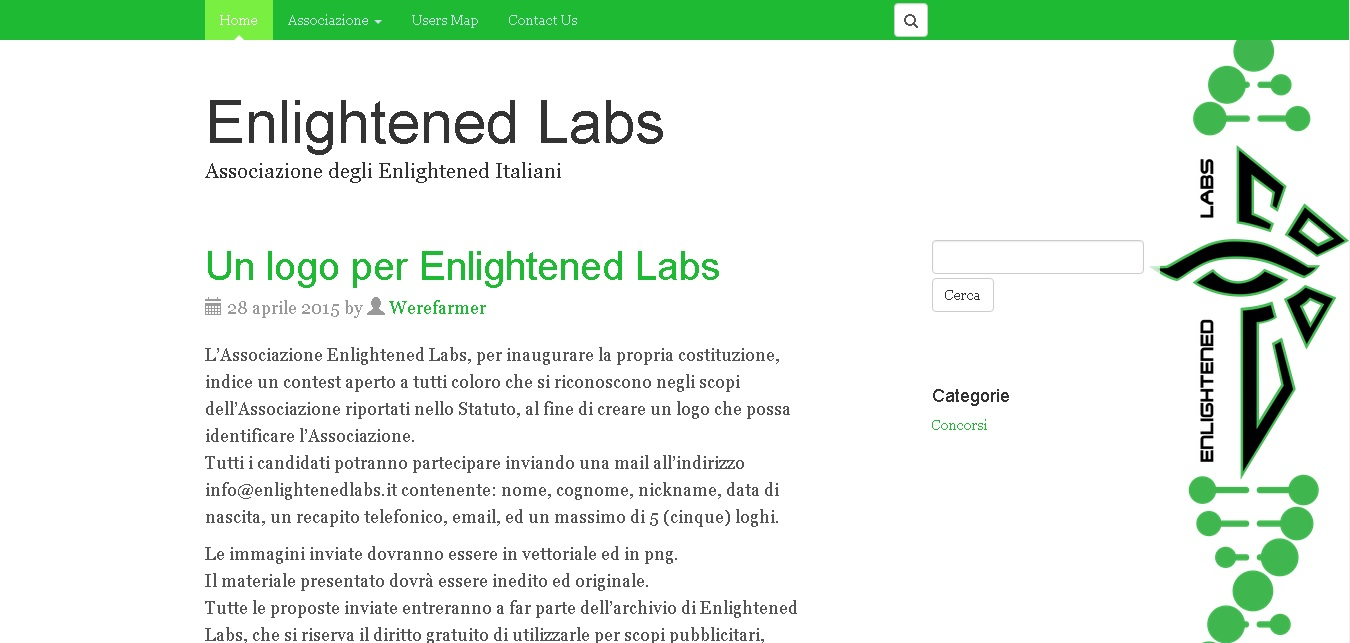 Home
Associazione
Users Map
Contact Us
Enlightened Labs
Associazione degli Enlightened Italiani
Un logo per Enlightened Labs
28 aprile 2015 by Werefarmer
L'Associazione Enlightened Labs, per inaugurare la propria costituzione,
indice un contest aperto a tutti coloro che si riconoscono negli scopi
dell'Associazione riportati nello Statuto, al fine di creare un logo che possa
identificare l'Associazione.
Tutti i candidati potranno partecipare inviando una mail all'indirizzo
info@enlightenedlabs.it contenente: nome, cognome, nickname, data di
nascita, un recapito telefonico, email, ed un massimo di 5 (cinque) loghi.
Le immagini inviate dovranno essere in vettoriale ed in png.
Il materiale presentato dovrà essere inedito ed originale.
Tutte le proposte inviate entreranno a far parte dell'archivio di Enlightened
Labs, che si riserva il diritto gratuito di utilizzarle per scopi pubblicitari,
Cerca
Categorie
Concorsi
ENLIGHTENED LABS